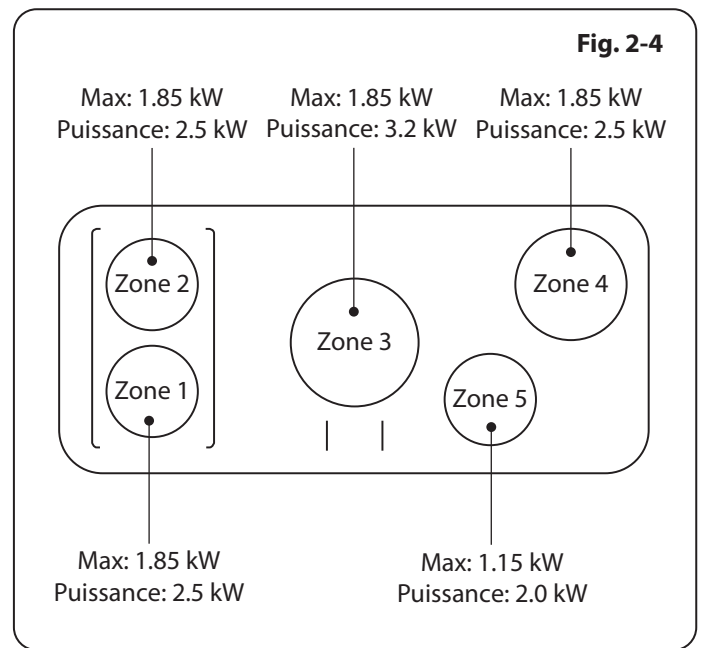 Fig. 2-4
Max: 1.85 kW
Puissance: 2.5 kW
Max: 1.85 kW
Puissance: 3.2 kW
Max: 1.85 kW
Puissance: 2.5 kW
Zone 2
Zone 4
Zone 3
Zone 1
Zone 5
Max: 1.85 kW
Puissance: 2.5 kW
Max: 1.15 kW
Puissance: 2.0 kW